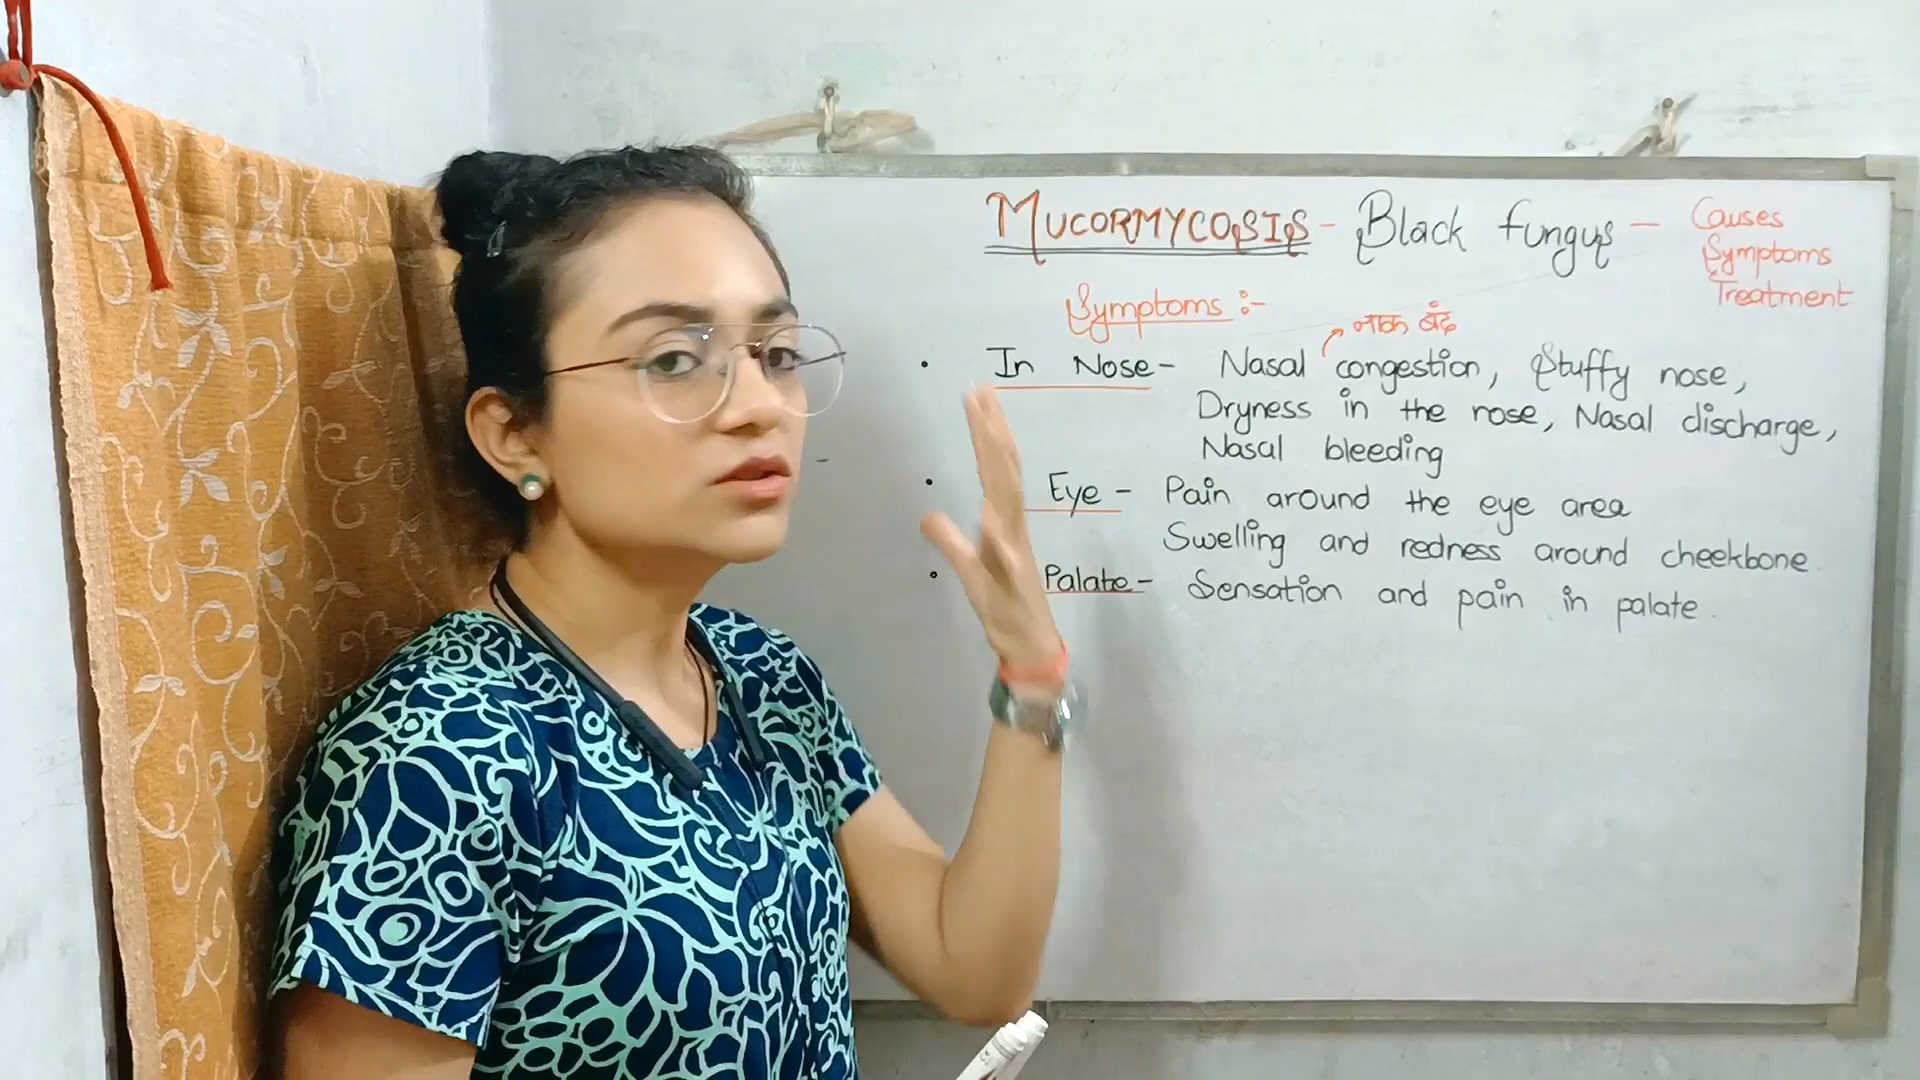 MUCORMYCOSIS - Black fungus - Causes
Symptoms
Treatment
Symptoms :-
नाक बंद
• In Nose - Nasal congestion, Stuffy nose,
Dryness in the nose, Nasal discharge,
Nasal bleeding
• Eye - Pain around the eye area
Swelling and redness around cheekbone.
• Palate - Sensation and pain in palate.